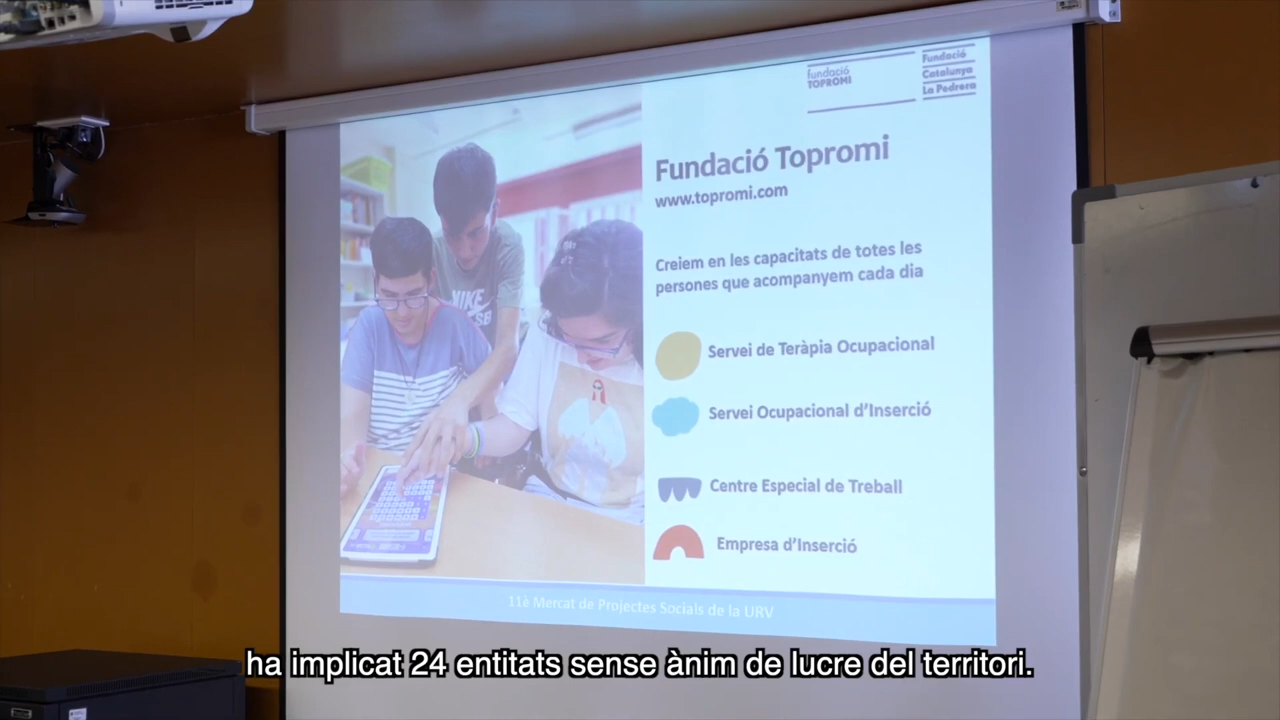 fundació
TOPROMI
Fundació
Catalunya
La Pedrera
Fundació Topromi
www.topromi.com
Creiem en les capacitats de totes les
persones que acompanyem cada dia
NIKE
SB
Servei de Teràpia Ocupacional
Servei Ocupacional d'Inserció
Centre Especial de Treball
Empresa d'Inserció
11è Mercat de Projectes Socials de la URV
ha implicat 24 entitats sense ànim de lucre del territori.